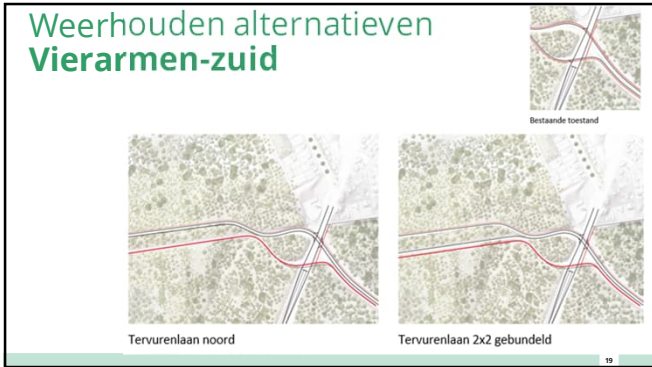 Weerhouden alternatieven
Vierarmen-zuid
Bestaande toestand
Tervurenlaan noord
Tervurenlaan 2x2 gebundeld
19